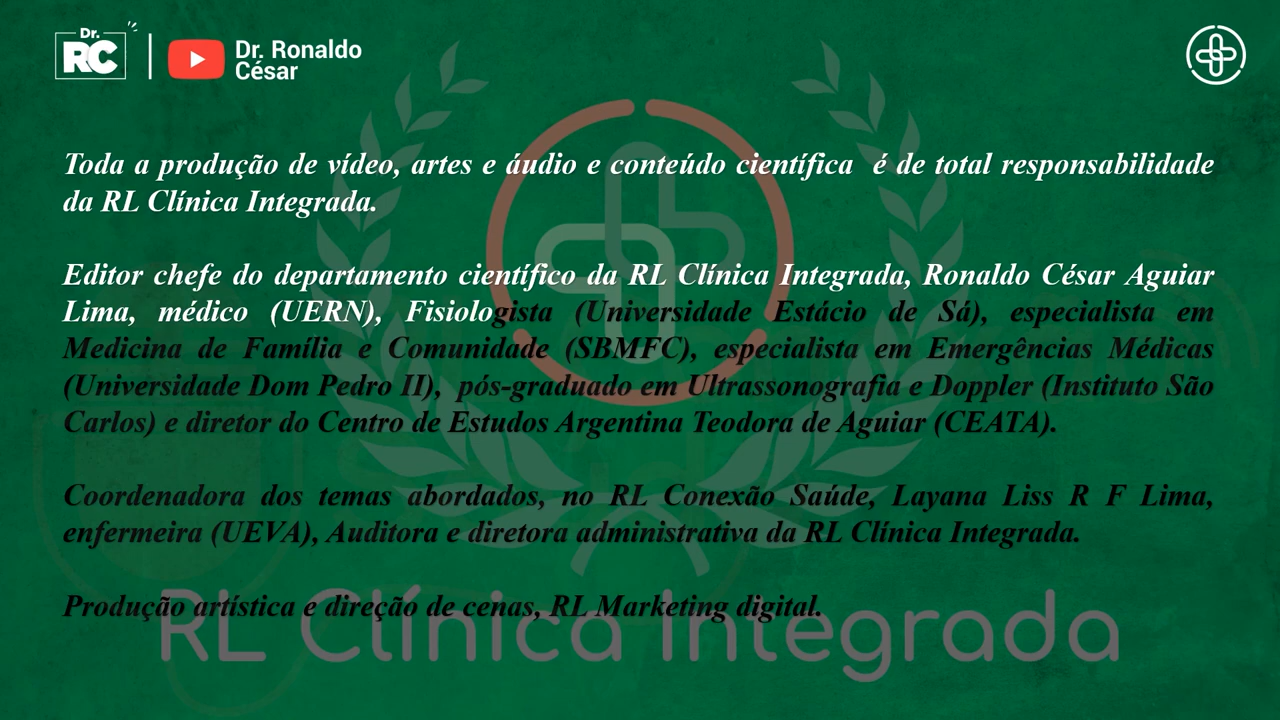 Dr.
RC
Dr. Ronaldo
César
Toda a produção de vídeo, artes e áudio e conteúdo científica é de total responsabilidade
da RL Clínica Integrada.
Editor chefe do departamento científico da RL Clínica Integrada, Ronaldo César Aguiar
Lima, médico (UERN), Fisiologista (Universidade Estácio de Sá), especialista em
Medicina de Família e Comunidade (SBMFC), especialista em Emergências Médicas
(Universidade Dom Pedro II), pós-graduado em Ultrassonografia e Doppler (Instituto São
Carlos) e diretor do Centro de Estudos Argentina Teodora de Aguiar (CEATA).
Coordenadora dos temas abordados, no RL Conexão Saúde, Layana Liss R F Lima,
enfermeira (UEVA), Auditora e diretora administrativa da RL Clínica Integrada.
Produção artística e direção de cenas, RL Marketing digital.
RL Clínica Integrada